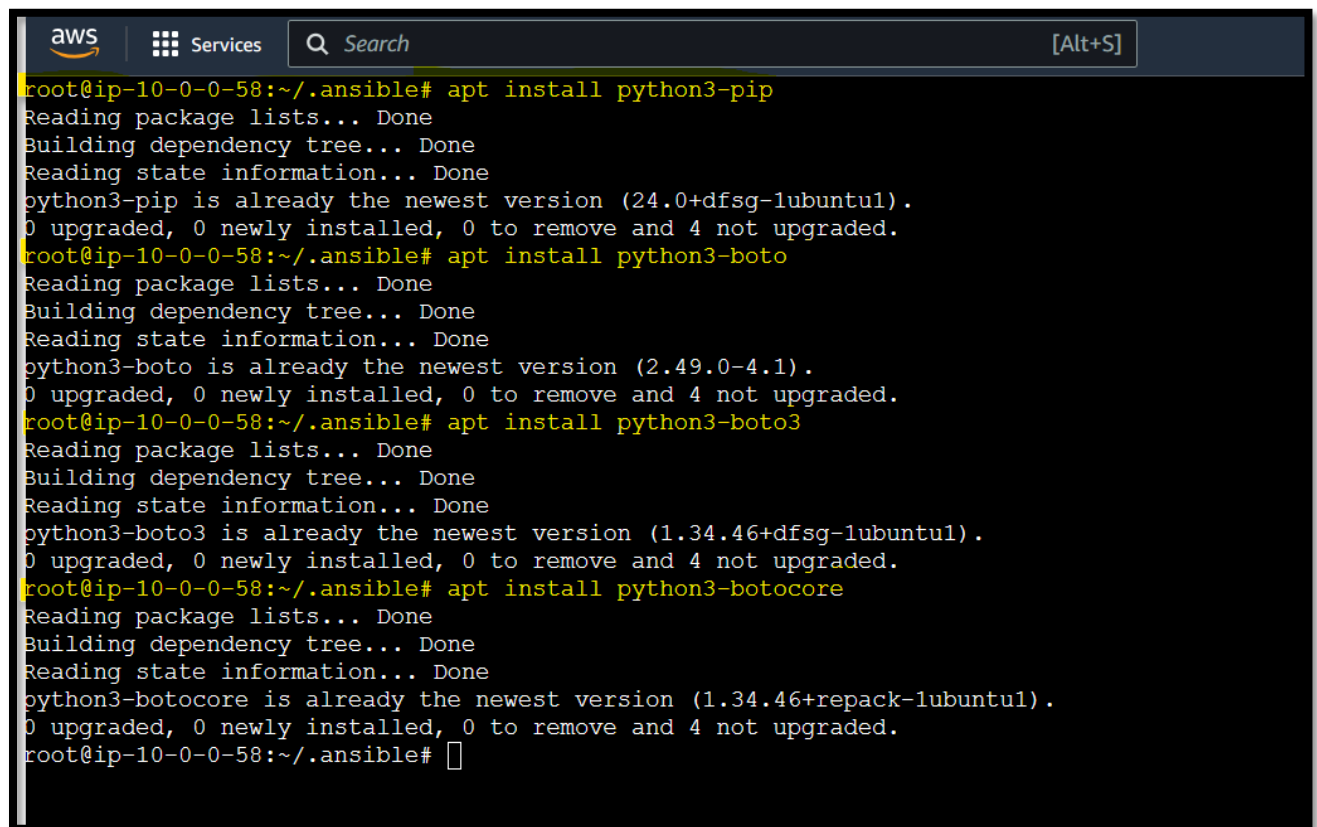 aws Services Search [Alt+S]
root@ip-10-0-0-58:~/.ansible# apt install python3-pip
Reading package lists... Done
Building dependency tree... Done
Reading state information... Done
python3-pip is already the newest version (24.0+dfsg-1ubuntu1).
0 upgraded, 0 newly installed, 0 to remove and 4 not upgraded.
root@ip-10-0-0-58:~/.ansible# apt install python3-boto
Reading package lists... Done
Building dependency tree... Done
Reading state information... Done
python3-boto is already the newest version (2.49.0-4.1).
0 upgraded, 0 newly installed, 0 to remove and 4 not upgraded.
root@ip-10-0-0-58:~/.ansible# apt install python3-boto3
Reading package lists... Done
Building dependency tree... Done
Reading state information... Done
python3-boto3 is already the newest version (1.34.46+dfsg-1ubuntu1).
0 upgraded, 0 newly installed, 0 to remove and 4 not upgraded.
root@ip-10-0-0-58:~/.ansible# apt install python3-botocore
Reading package lists... Done
Building dependency tree... Done
Reading state information... Done
python3-botocore is already the newest version (1.34.46+repack-1ubuntu1).
0 upgraded, 0 newly installed, 0 to remove and 4 not upgraded.
root@ip-10-0-0-58:~/.ansible#